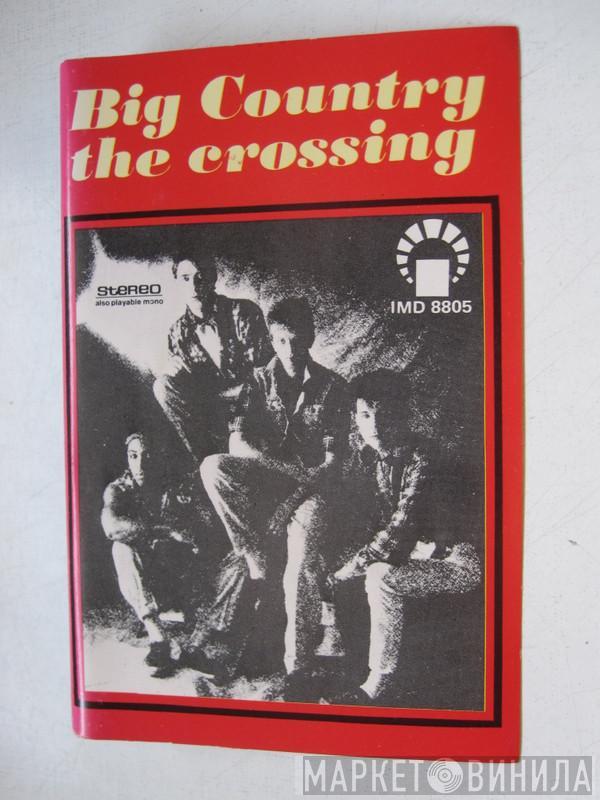 Big Country
the crossing
STEREO
also playable mono
IMD 8805
МАРКЕТ ВИНИЛА